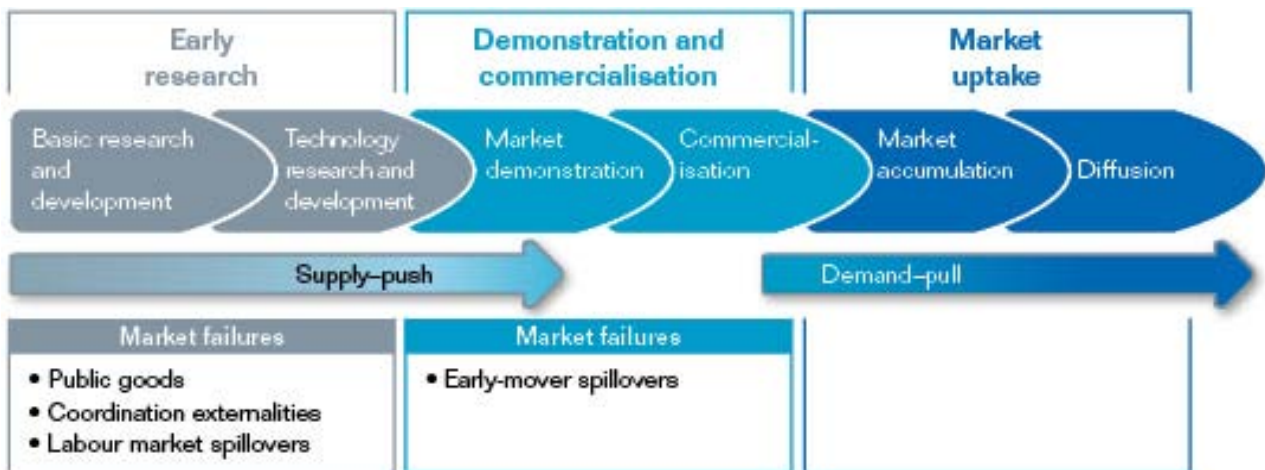 Early
research
Demonstration and
commercialisation
Market
uptake
Basic research
and
development
Technology
research and
development
Market
demonstration
Commercial-
isation
Market
accumulation
Diffusion
Supply–push
Demand–pull
Market failures
• Public goods
• Coordination externalities
• Labour market spillovers
Market failures
• Early-mover spillovers